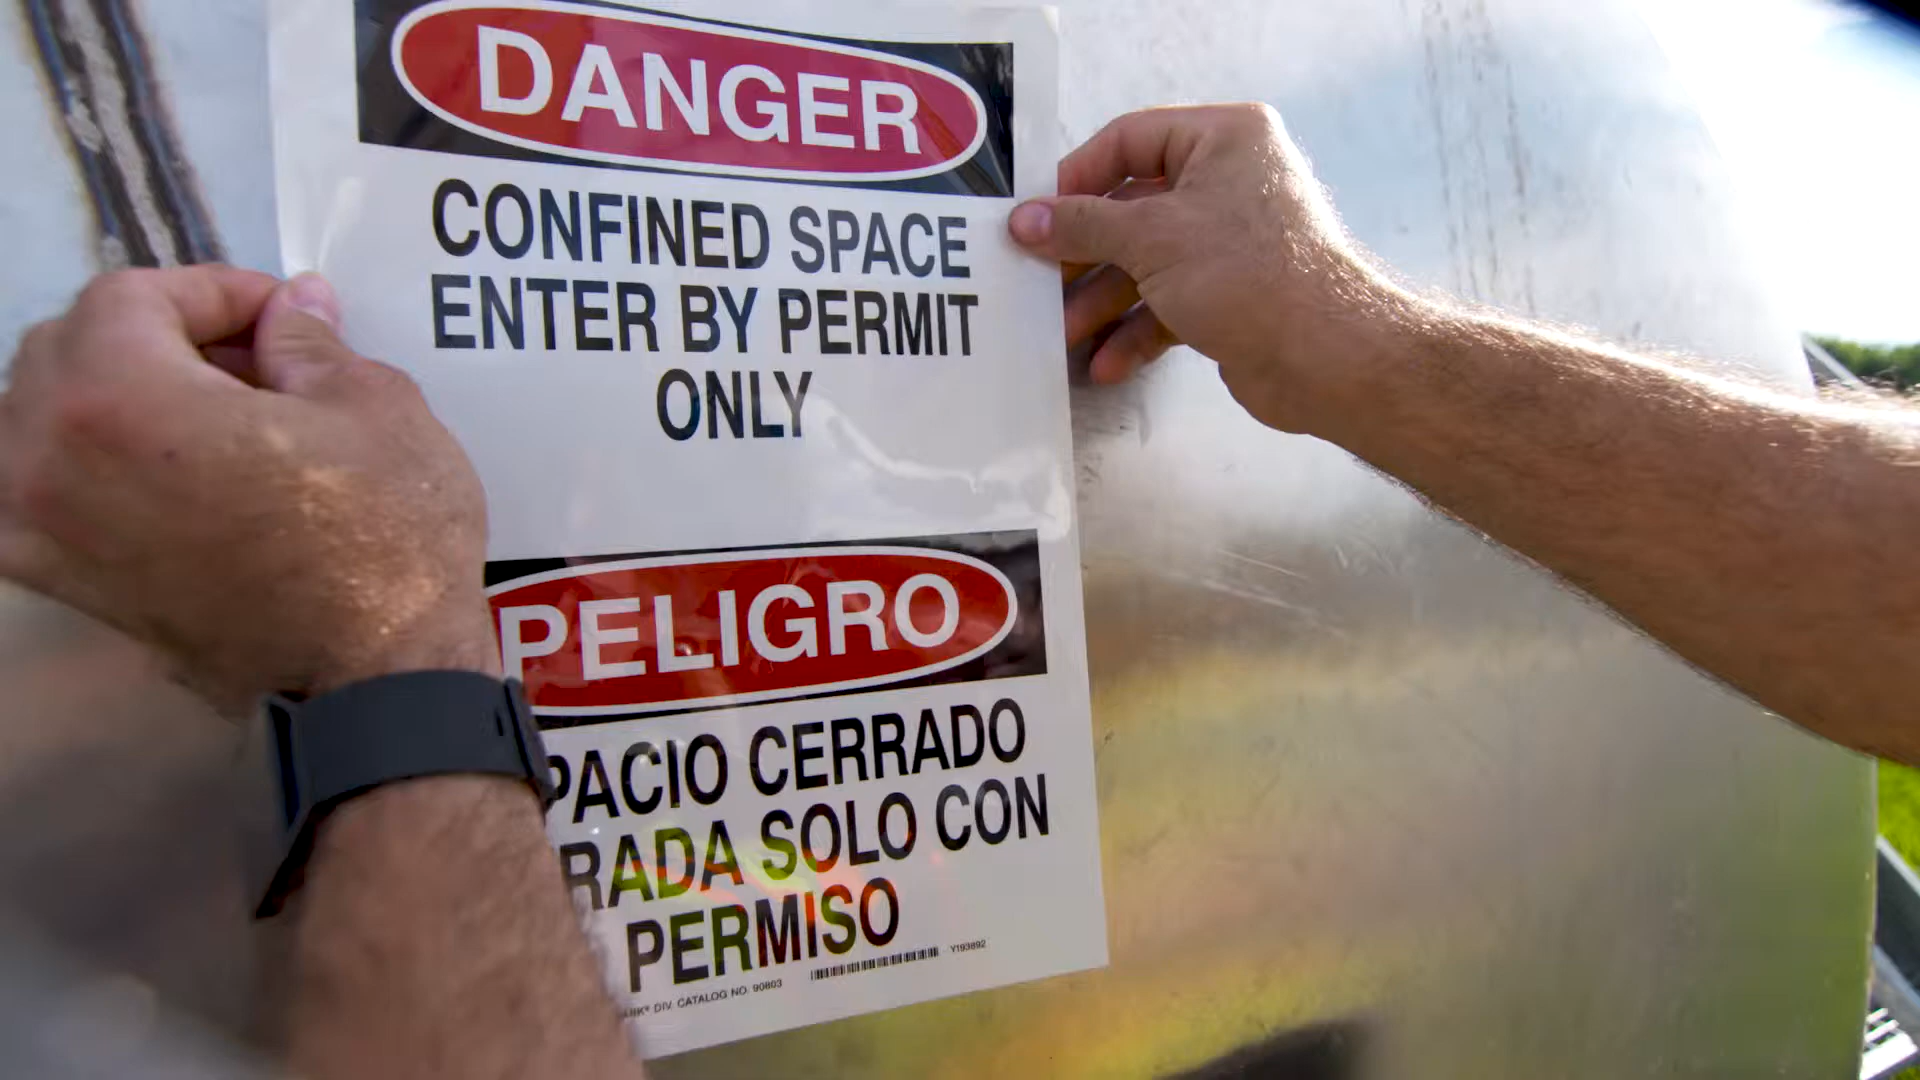 DANGER
CONFINED SPACE
ENTER BY PERMIT
ONLY
PELIGRO
PACIO CERRADO
RADA SOLO CON
PERMISO
DIV. CATALOG NO. 90803
Y193892